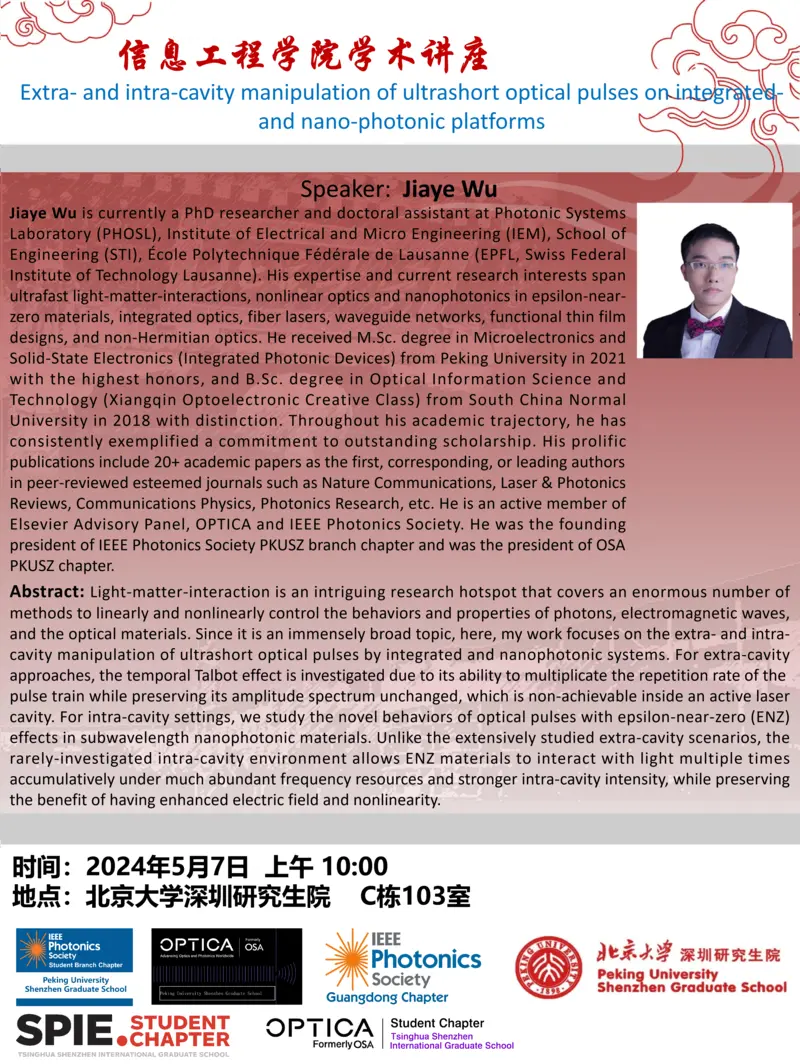 信息工程学院学术讲座
Extra- and intra-cavity manipulation of ultrashort optical pulses on integrated-
and nano-photonic platforms
Speaker: Jiaye Wu
Jiaye Wu is currently a PhD researcher and doctoral assistant at Photonic Systems
Laboratory (PHOSL), Institute of Electrical and Micro Engineering (IEM), School of
Engineering (STI), École Polytechnique Fédérale de Lausanne (EPFL, Swiss Federal
Institute of Technology Lausanne). His expertise and current research interests span
ultrafast light-matter-interactions, nonlinear optics and nanophotonics in epsilon-near-
zero materials, integrated optics, fiber lasers, waveguide networks, functional thin film
designs, and non-Hermitian optics. He received M.Sc. degree in Microelectronics and
Solid-State Electronics (Integrated Photonic Devices) from Peking University in 2021
with the highest honors, and B.Sc. degree in Optical Information Science and
Technology (Xiangqin Optoelectronic Creative Class) from South China Normal
University in 2018 with distinction. Throughout his academic trajectory, he has
consistently exemplified a commitment to outstanding scholarship. His prolific
publications include 20+ academic papers as the first, corresponding, or leading authors
in peer-reviewed esteemed journals such as Nature Communications, Laser & Photonics
Reviews, Communications Physics, Photonics Research, etc. He is an active member of
Elsevier Advisory Panel, OPTICA and IEEE Photonics Society. He was the founding
president of IEEE Photonics Society PKUSZ branch chapter and was the president of OSA
PKUSZ chapter.
Abstract: Light-matter-interaction is an intriguing research hotspot that covers an enormous number of
methods to linearly and nonlinearly control the behaviors and properties of photons, electromagnetic waves,
and the optical materials. Since it is an immensely broad topic, here, my work focuses on the extra- and intra-
cavity manipulation of ultrashort optical pulses by integrated and nanophotonic systems. For extra-cavity
approaches, the temporal Talbot effect is investigated due to its ability to multiplicate the repetition rate of the
pulse train while preserving its amplitude spectrum unchanged, which is non-achievable inside an active laser
cavity. For intra-cavity settings, we study the novel behaviors of optical pulses with epsilon-near-zero (ENZ)
effects in subwavelength nanophotonic materials. Unlike the extensively studied extra-cavity scenarios, the
rarely-investigated intra-cavity environment allows ENZ materials to interact with light multiple times
accumulatively under much abundant frequency resources and stronger intra-cavity intensity, while preserving
the benefit of having enhanced electric field and nonlinearity.
时间：2024年5月7日 上午 10:00
地点：北京大学深圳研究生院 C栋103室
IEEE
Photonics
Society
Student Branch Chapter
Peking University
Shenzhen Graduate School
OPTICA Formerly OSA
Advancing Optics and Photonics Worldwide
Peking University Shenzhen Graduate School
IEEE
Photonics
Society
Guangdong Chapter
PEKING UNIVERSITY
1898
北京大学 深圳研究生院
Peking University
Shenzhen Graduate School
SPIE. STUDENT CHAPTER
TSINGHUA SHENZHEN INTERNATIONAL GRADUATE SCHOOL
OPTICA Formerly OSA
Student Chapter
Tsinghua Shenzhen
International Graduate School